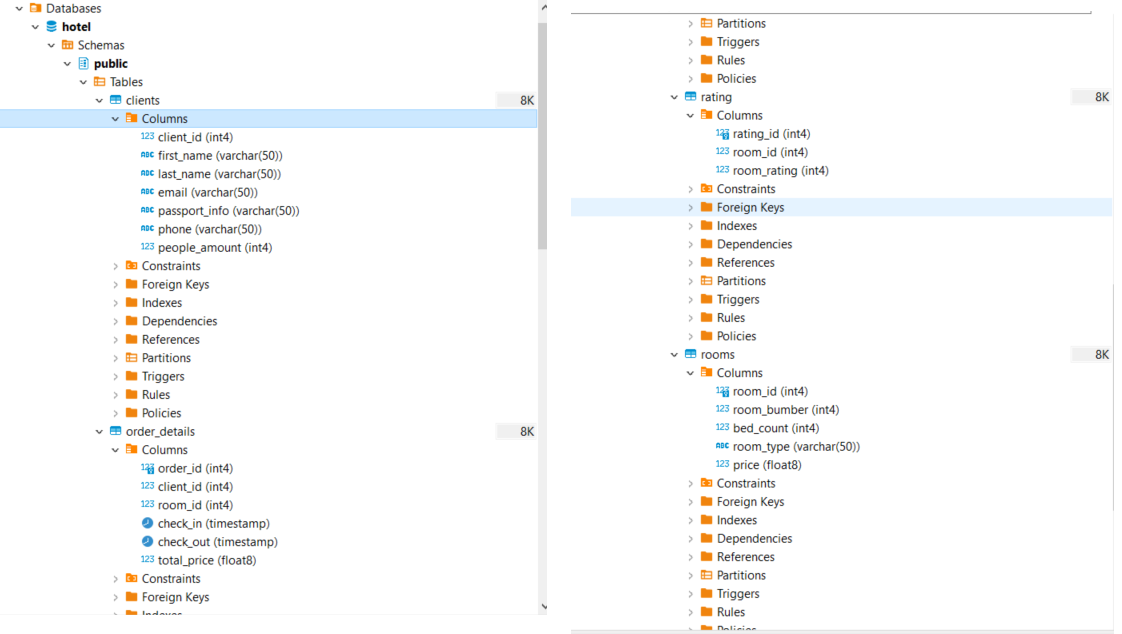 Databases
hotel
Schemas
public
Tables
clients 8K
Columns
123 client_id (int4)
ABC first_name (varchar(50))
ABC last_name (varchar(50))
ABC email (varchar(50))
ABC passport_info (varchar(50))
ABC phone (varchar(50))
123 people_amount (int4)
Constraints
Foreign Keys
Indexes
Dependencies
References
Partitions
Triggers
Rules
Policies
order_details 8K
Columns
123 order_id (int4)
123 client_id (int4)
123 room_id (int4)
check_in (timestamp)
check_out (timestamp)
123 total_price (float8)
Constraints
Foreign Keys
Indexes
Partitions
Triggers
Rules
Policies
rating 8K
Columns
123 rating_id (int4)
123 room_id (int4)
123 room_rating (int4)
Constraints
Foreign Keys
Indexes
Dependencies
References
Partitions
Triggers
Rules
Policies
rooms 8K
Columns
123 room_id (int4)
123 room_bumber (int4)
123 bed_count (int4)
ABC room_type (varchar(50))
123 price (float8)
Constraints
Foreign Keys
Indexes
Dependencies
References
Partitions
Triggers
Rules
Policies